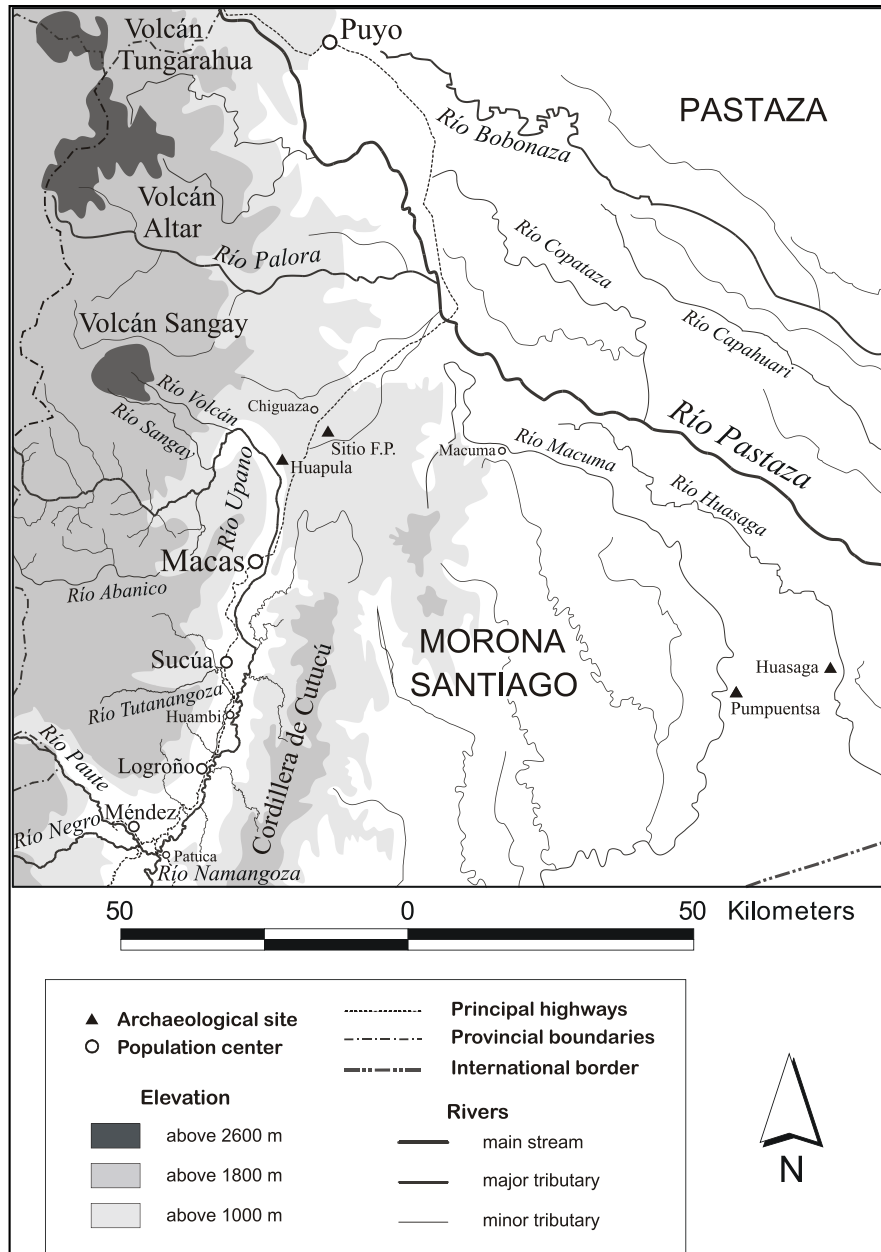 Volcán
Tungarahua
Puyo
PASTAZA
Río Bobonaza
Volcán
Altar
Río Palora
Río Copataza
Volcán Sangay
Río Capahuari
Río Volcán
Río Sangay
Chiguaza
Sitio F.P.
Huapula
Río Pastaza
Macuma
Río Macuma
Río Huasaga
Río Upano
Macas
Río Abanico
MORONA
SANTIAGO
Sucúa
Huasaga
Pumpuentsa
Río Tutanangoza
Huambi
Cordillera de Cutucú
Río Paute
Logroño
Río Negro
Méndez
Patuca
Río Namangoza
50 0 50 Kilometers
Archaeological site
Population center
Principal highways
Provincial boundaries
International border
Elevation
above 2600 m
above 1800 m
above 1000 m
Rivers
main stream
major tributary
minor tributary
N